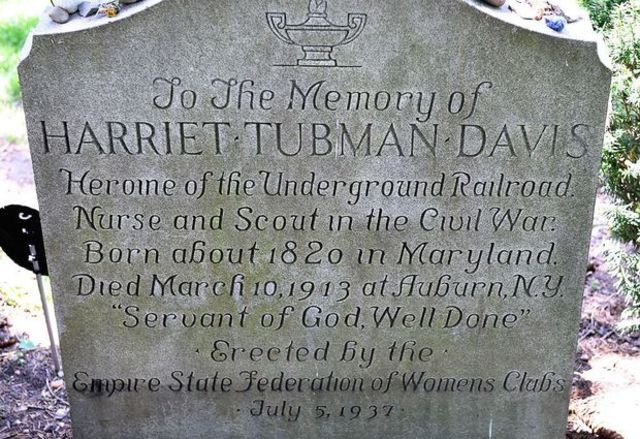 To The Memory of
HARRIET·TUBMAN·DAVIS
Heroine of the Underground Railroad.
Nurse and Scout in the Civil War.
Born about 1820 in Maryland.
Died March 10, 1913 at Auburn, N.Y.
"Servant of God, Well Done"
· Erected by the ·
Empire State Federation of Womens Clubs
· July 5, 1937 ·